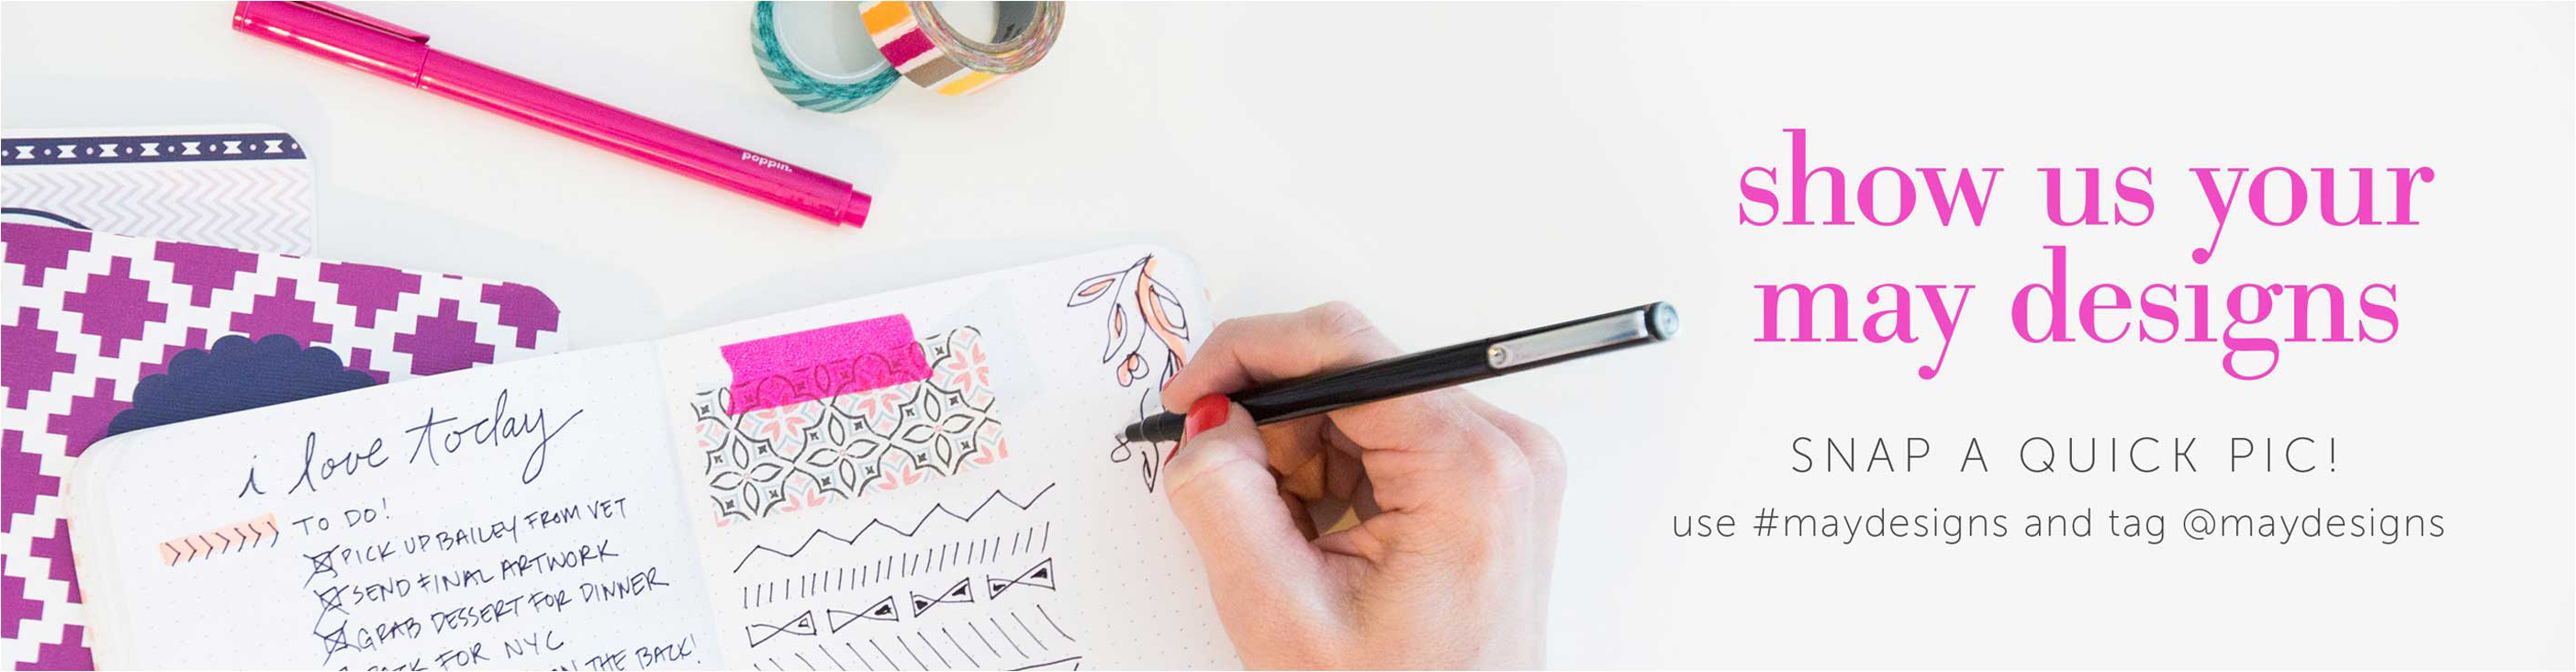 poppin.
i love today
TO DO!
PICK UP BAILEY FROM VET
SEND FINAL ARTWORK
GRAB DESSERT FOR DINNER
FOR NYC
THE BACK!
show us your
may designs
SNAP A QUICK PIC!
use #maydesigns and tag @maydesigns